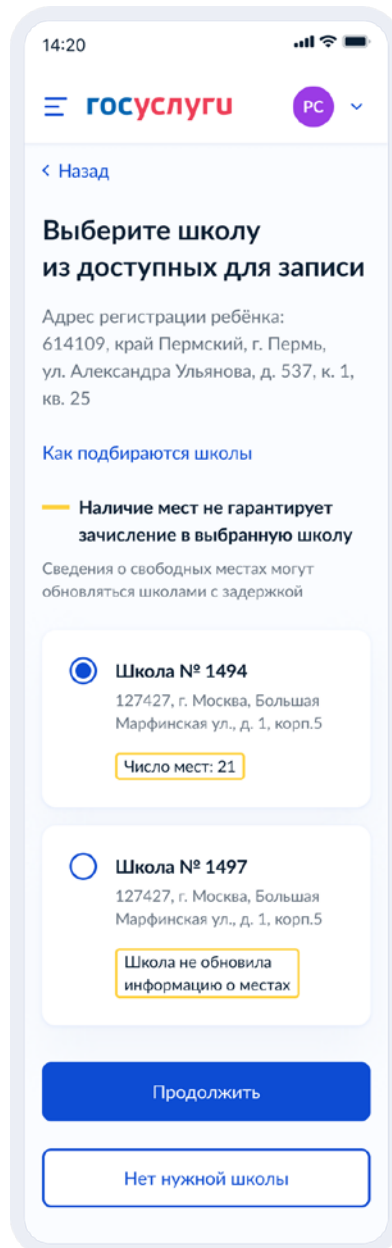 14:20
госуслуги
РС
Назад
Выберите школу
из доступных для записи
Адрес регистрации ребёнка:
614109, край Пермский, г. Пермь,
ул. Александра Ульянова, д. 537, к. 1,
кв. 25
Как подбираются школы
Наличие мест не гарантирует
зачисление в выбранную школу
Сведения о свободных местах могут
обновляться школами с задержкой
Школа № 1494
127427, г. Москва, Большая
Марфинская ул., д. 1, корп.5
Число мест: 21
Школа № 1497
127427, г. Москва, Большая
Марфинская ул., д. 1, корп.5
Школа не обновила
информацию о местах
Продолжить
Нет нужной школы